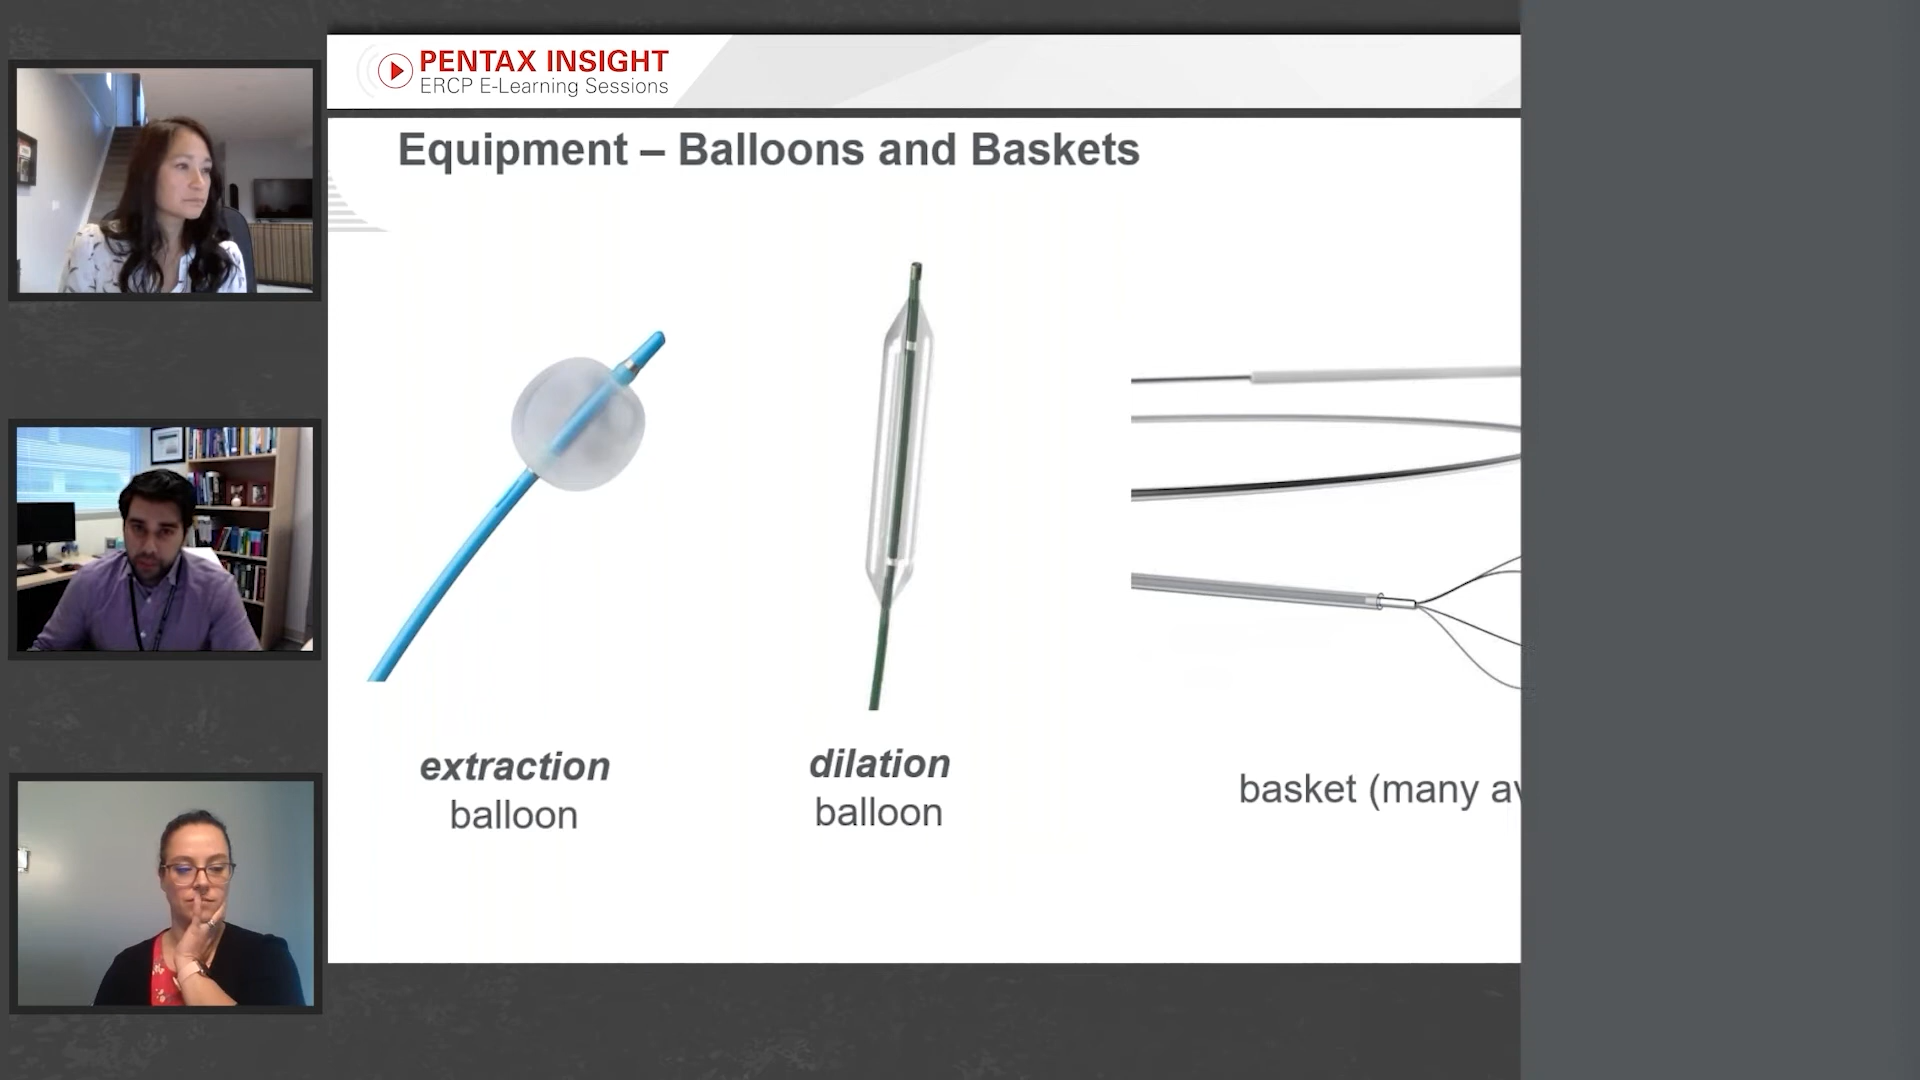 PENTAX INSIGHT
ERCP E-Learning Sessions
Equipment – Balloons and Baskets
extraction
balloon
dilation
balloon
basket (many